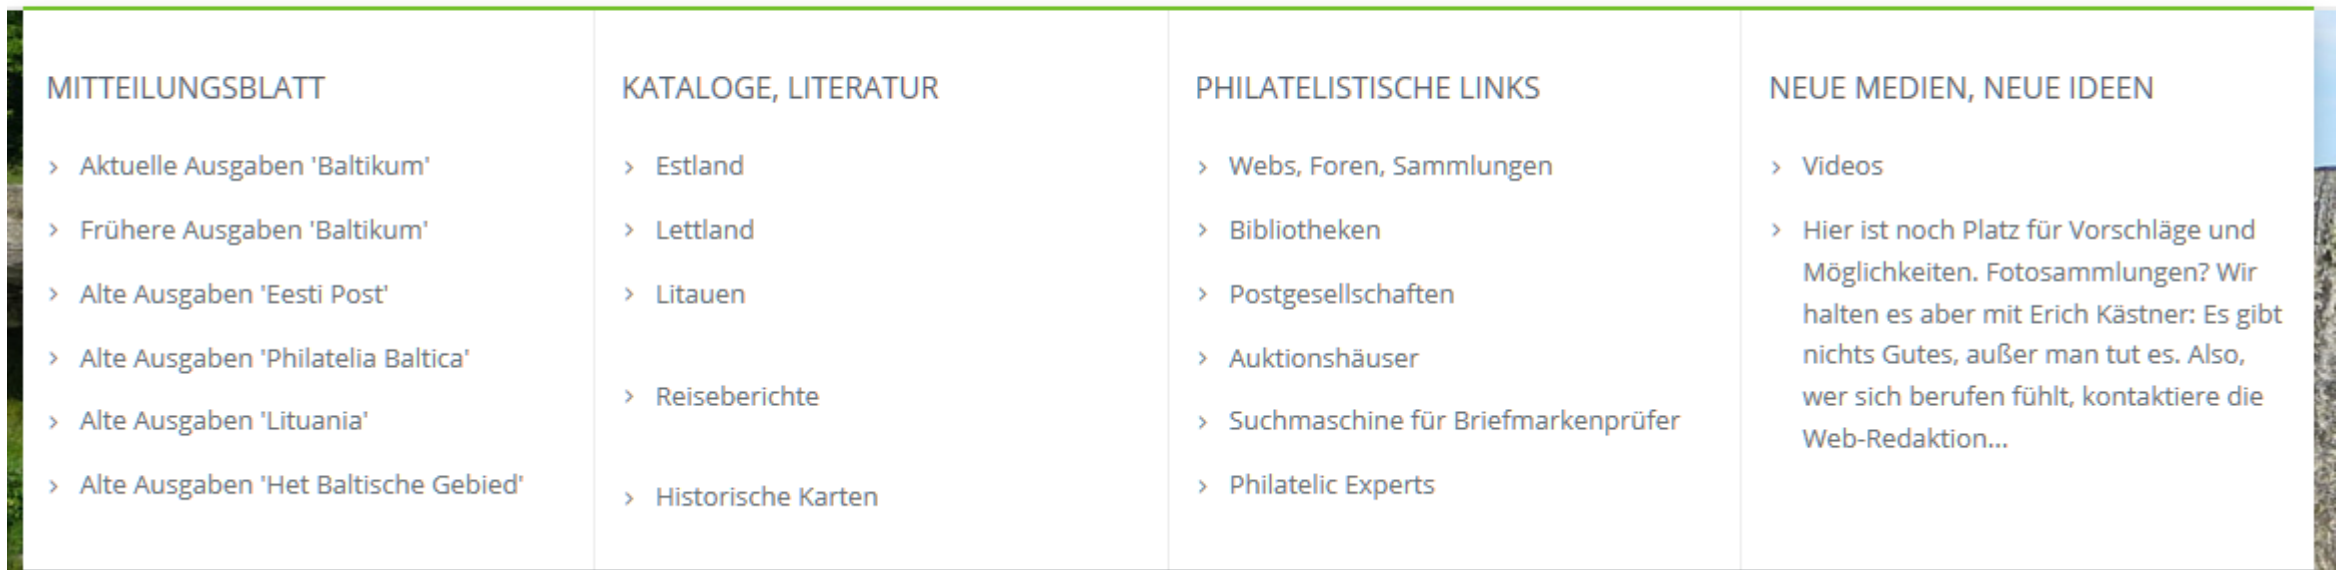 MITTEILUNGSBLATT
Aktuelle Ausgaben 'Baltikum'
Frühere Ausgaben 'Baltikum'
Alte Ausgaben 'Eesti Post'
Alte Ausgaben 'Philatelia Baltica'
Alte Ausgaben 'Lituania'
Alte Ausgaben 'Het Baltische Gebied'
KATALOGE, LITERATUR
Estland
Lettland
Litauen
Reiseberichte
Historische Karten
PHILATELISTISCHE LINKS
Webs, Foren, Sammlungen
Bibliotheken
Postgesellschaften
Auktionshäuser
Suchmaschine für Briefmarkenprüfer
Philatelic Experts
NEUE MEDIEN, NEUE IDEEN
Videos
Hier ist noch Platz für Vorschläge und
Möglichkeiten. Fotosammlungen? Wir
halten es aber mit Erich Kästner: Es gibt
nichts Gutes, außer man tut es. Also,
wer sich berufen fühlt, kontaktiere die
Web-Redaktion...